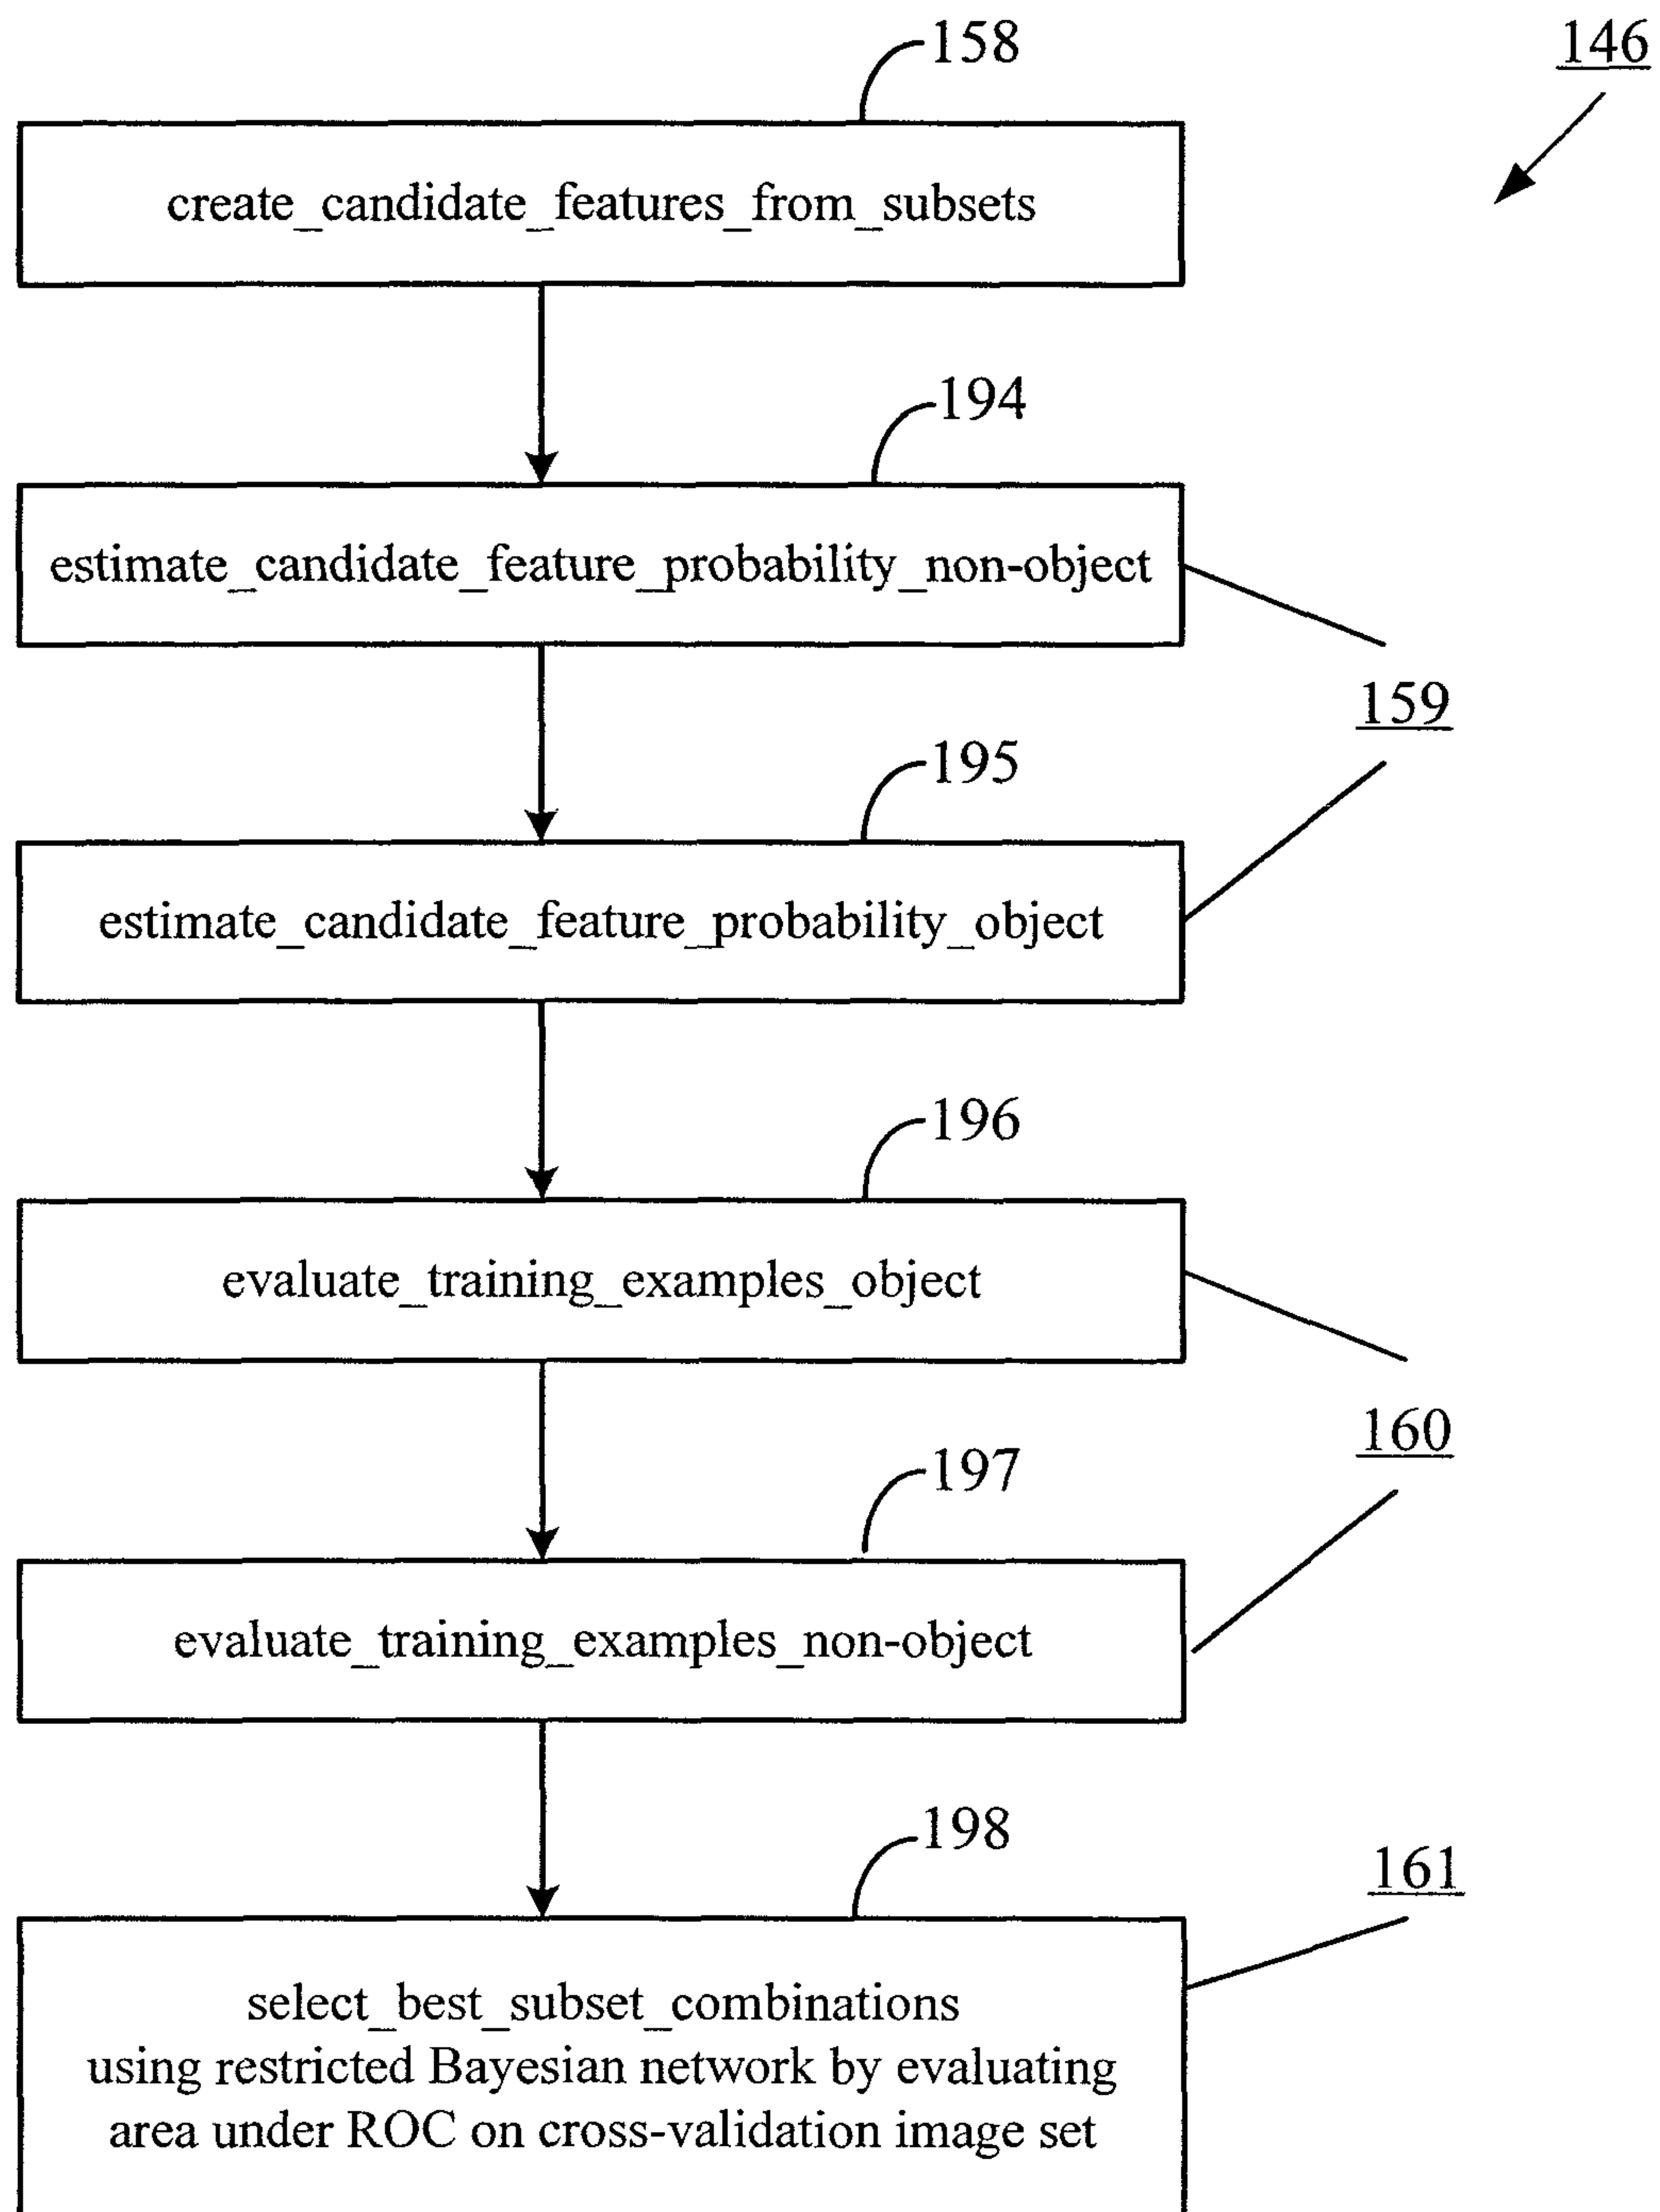 158
146
create_candidate_features_from_subsets
194
estimate_candidate_feature_probability_non-object
159
195
estimate_candidate_feature_probability_object
196
evaluate_training_examples_object
160
197
evaluate_training_examples_non-object
198
161
select_best_subset_combinations
using restricted Bayesian network by evaluating
area under ROC on cross-validation image set